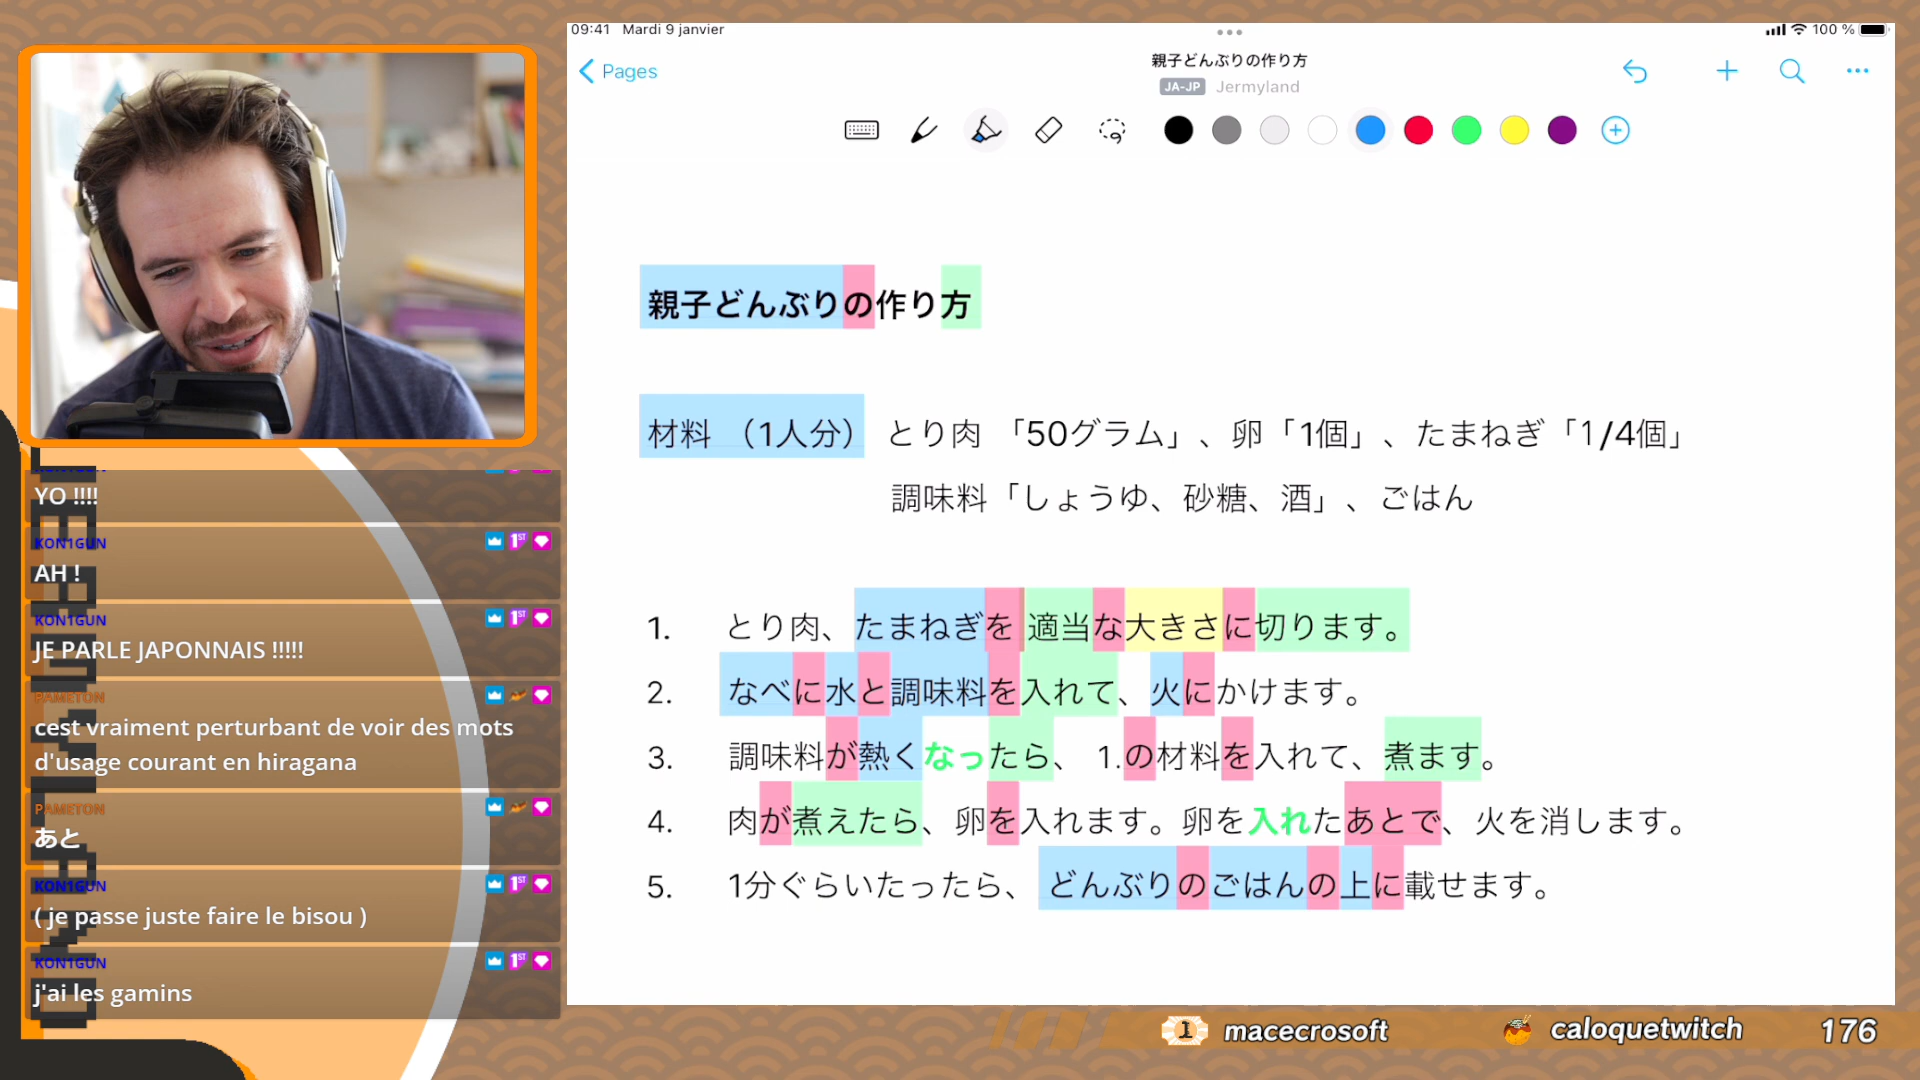 09:41 Mardi 9 janvier
100 %
Pages
親子どんぶりの作り方
JA-JP Jermyland
親子どんぶりの作り方
材料 （1人分） とり肉 「50グラム」、卵「1個」、たまねぎ「1/4個」
調味料「しょうゆ、砂糖、酒」、ごはん
1. とり肉、たまねぎを 適当な大きさに切ります。
2. なべに水と調味料を入れて、火にかけます。
3. 調味料が熱くなったら、 1.の材料を入れて、煮ます。
4. 肉が煮えたら、卵を入れます。卵を入れたあとで、火を消します。
5. 1分ぐらいたったら、 どんぶりのごはんの上に載せます。
YO !!!!
KON1GUN
1ST
AH !
KON1GUN
1ST
JE PARLE JAPONNAIS !!!!!
PAMETON
cest vraiment perturbant de voir des mots
d'usage courant en hiragana
PAMETON
あと
KON1GUN
1ST
( je passe juste faire le bisou )
KON1GUN
1ST
j'ai les gamins
1 macecrosoft
caloquetwitch
176